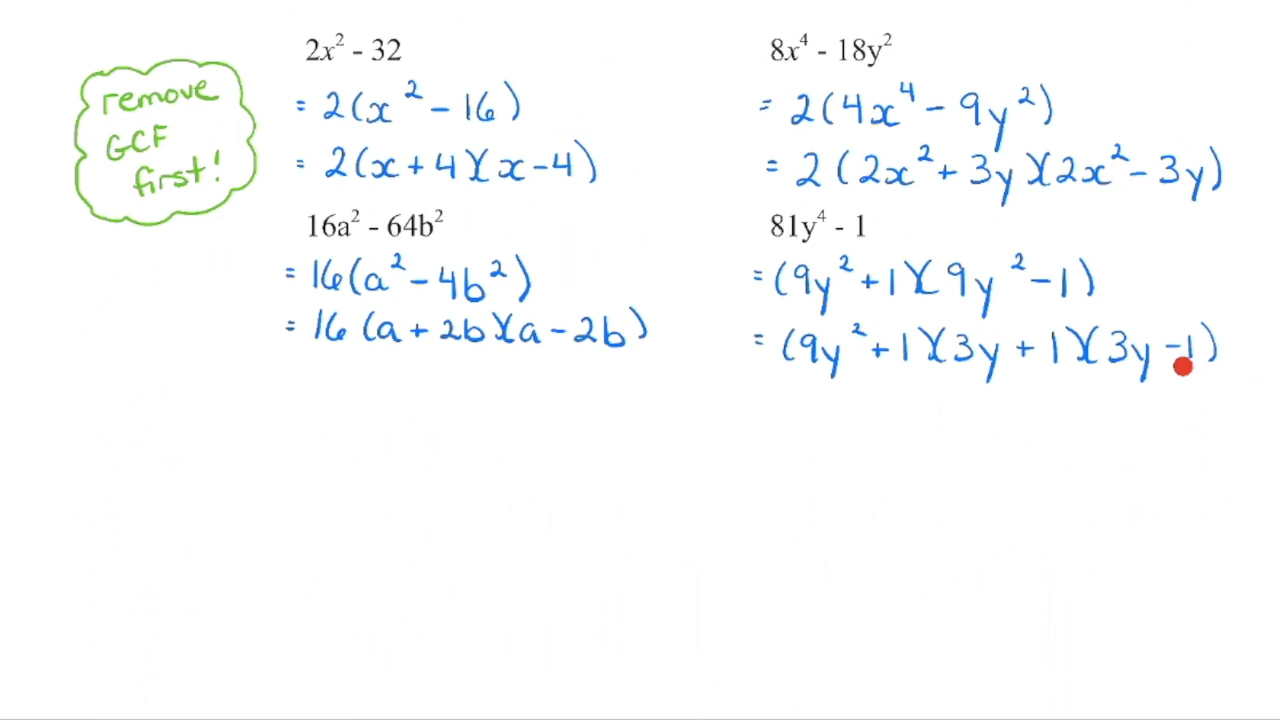 remove
GCF
first!
2x² - 32
= 2(x² - 16)
= 2(x + 4)(x - 4)
16a² - 64b²
= 16(a² - 4b²)
= 16(a + 2b)(a - 2b)
8x⁴ - 18y²
= 2(4x⁴ - 9y²)
= 2(2x² + 3y)(2x² - 3y)
81y⁴ - 1
= (9y² + 1)(9y² - 1)
= (9y² + 1)(3y + 1)(3y - 1)